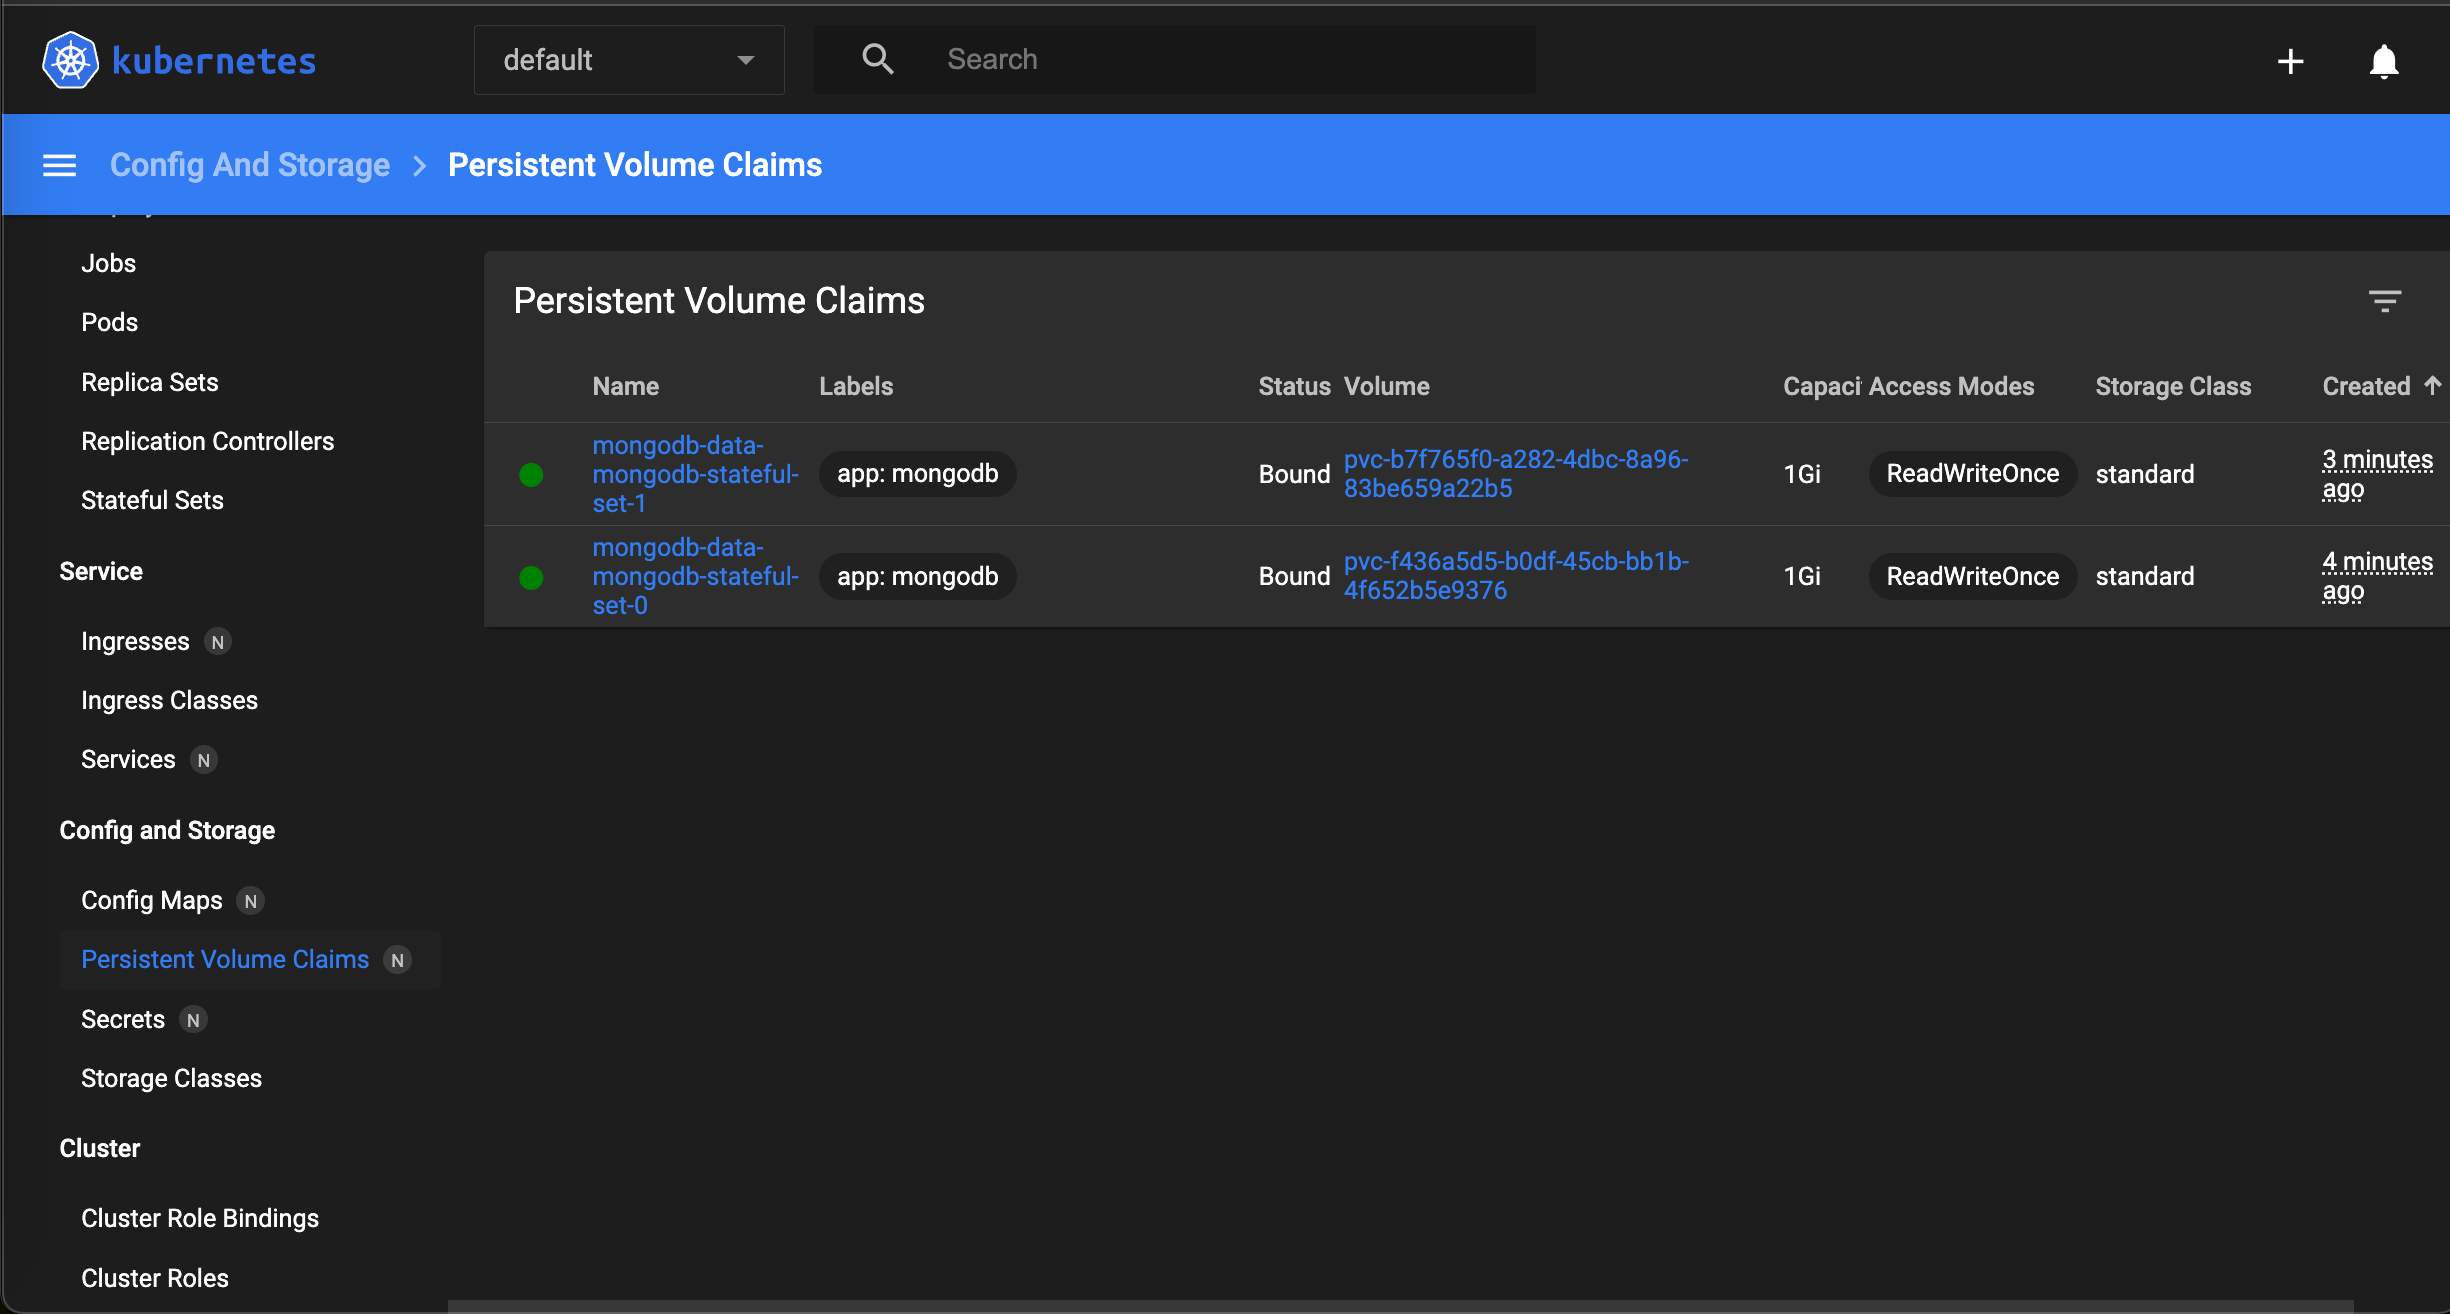 kubernetes
default
Search
Config And Storage
Persistent Volume Claims
Jobs
Pods
Replica Sets
Replication Controllers
Stateful Sets
Service
Ingresses N
Ingress Classes
Services N
Config and Storage
Config Maps N
Persistent Volume Claims N
Secrets N
Storage Classes
Cluster
Cluster Role Bindings
Cluster Roles
Persistent Volume Claims
Name Labels Status Volume Capaci Access Modes Storage Class Created
mongodb-data-
mongodb-stateful-
set-1
app: mongodb
Bound
pvc-b7f765f0-a282-4dbc-8a96-
83be659a22b5
1Gi
ReadWriteOnce
standard
3 minutes
ago
mongodb-data-
mongodb-stateful-
set-0
app: mongodb
Bound
pvc-f436a5d5-b0df-45cb-bb1b-
4f652b5e9376
1Gi
ReadWriteOnce
standard
4 minutes
ago